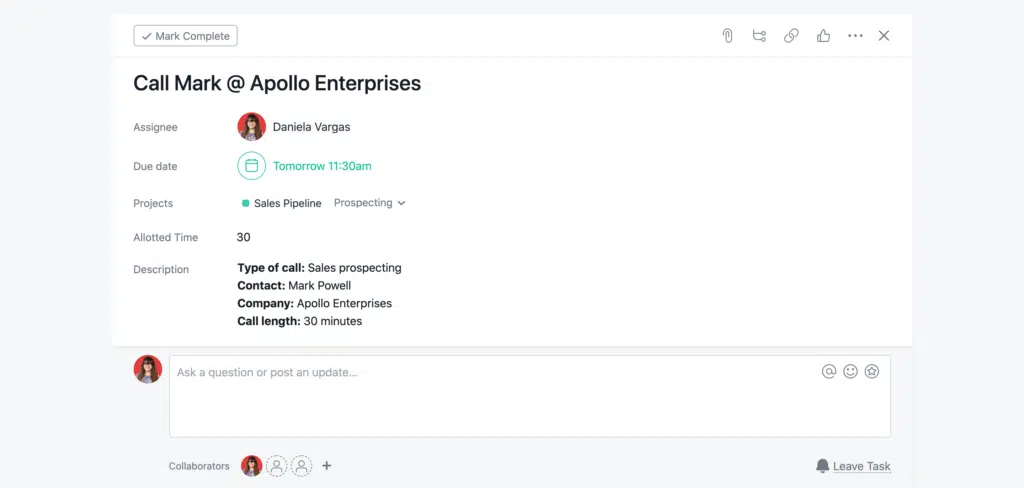 Mark Complete
Call Mark @ Apollo Enterprises
Assignee Daniela Vargas
Due date Tomorrow 11:30am
Projects Sales Pipeline Prospecting
Allotted Time 30
Description Type of call: Sales prospecting
Contact: Mark Powell
Company: Apollo Enterprises
Call length: 30 minutes
Ask a question or post an update...
Collaborators + Leave Task